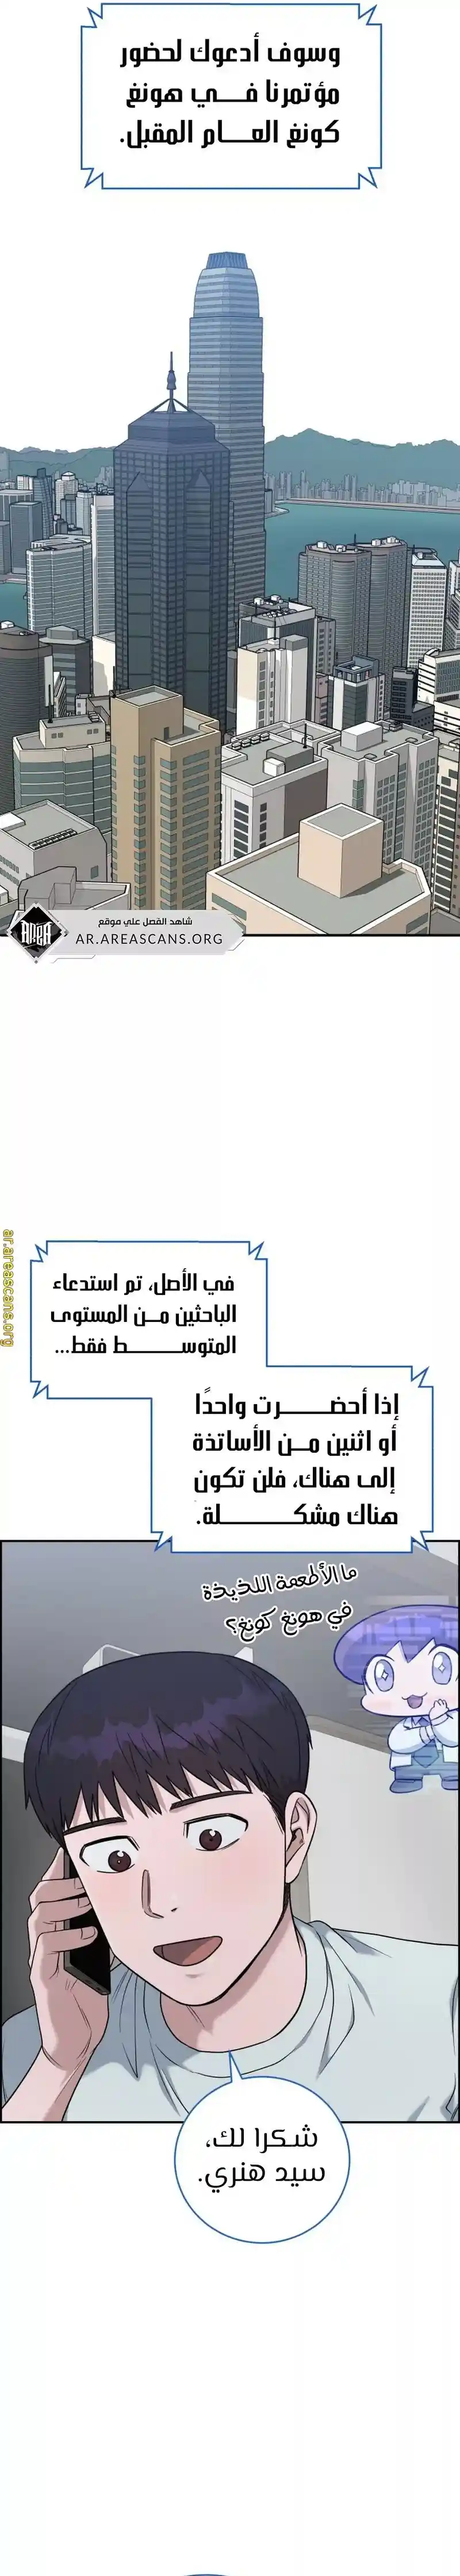 وسوف أدعوك لحضور
مؤتمرنا في هونغ
كونغ العام المقبل.
شاهد الفصل علي موقع
AR.AREASCANS.ORG
ar.areascans.org
في الأصل، تم استدعاء
الباحثين من المستوى
المتوسط فقط...
إذا أحضرت واحدًا
أو اثنين من الأساتذة
إلى هناك، فلن تكون
هناك مشكلة.
ما الأطعمة اللذيذة
في هونغ كونغ؟
شكرا لك،
سيد هنري.